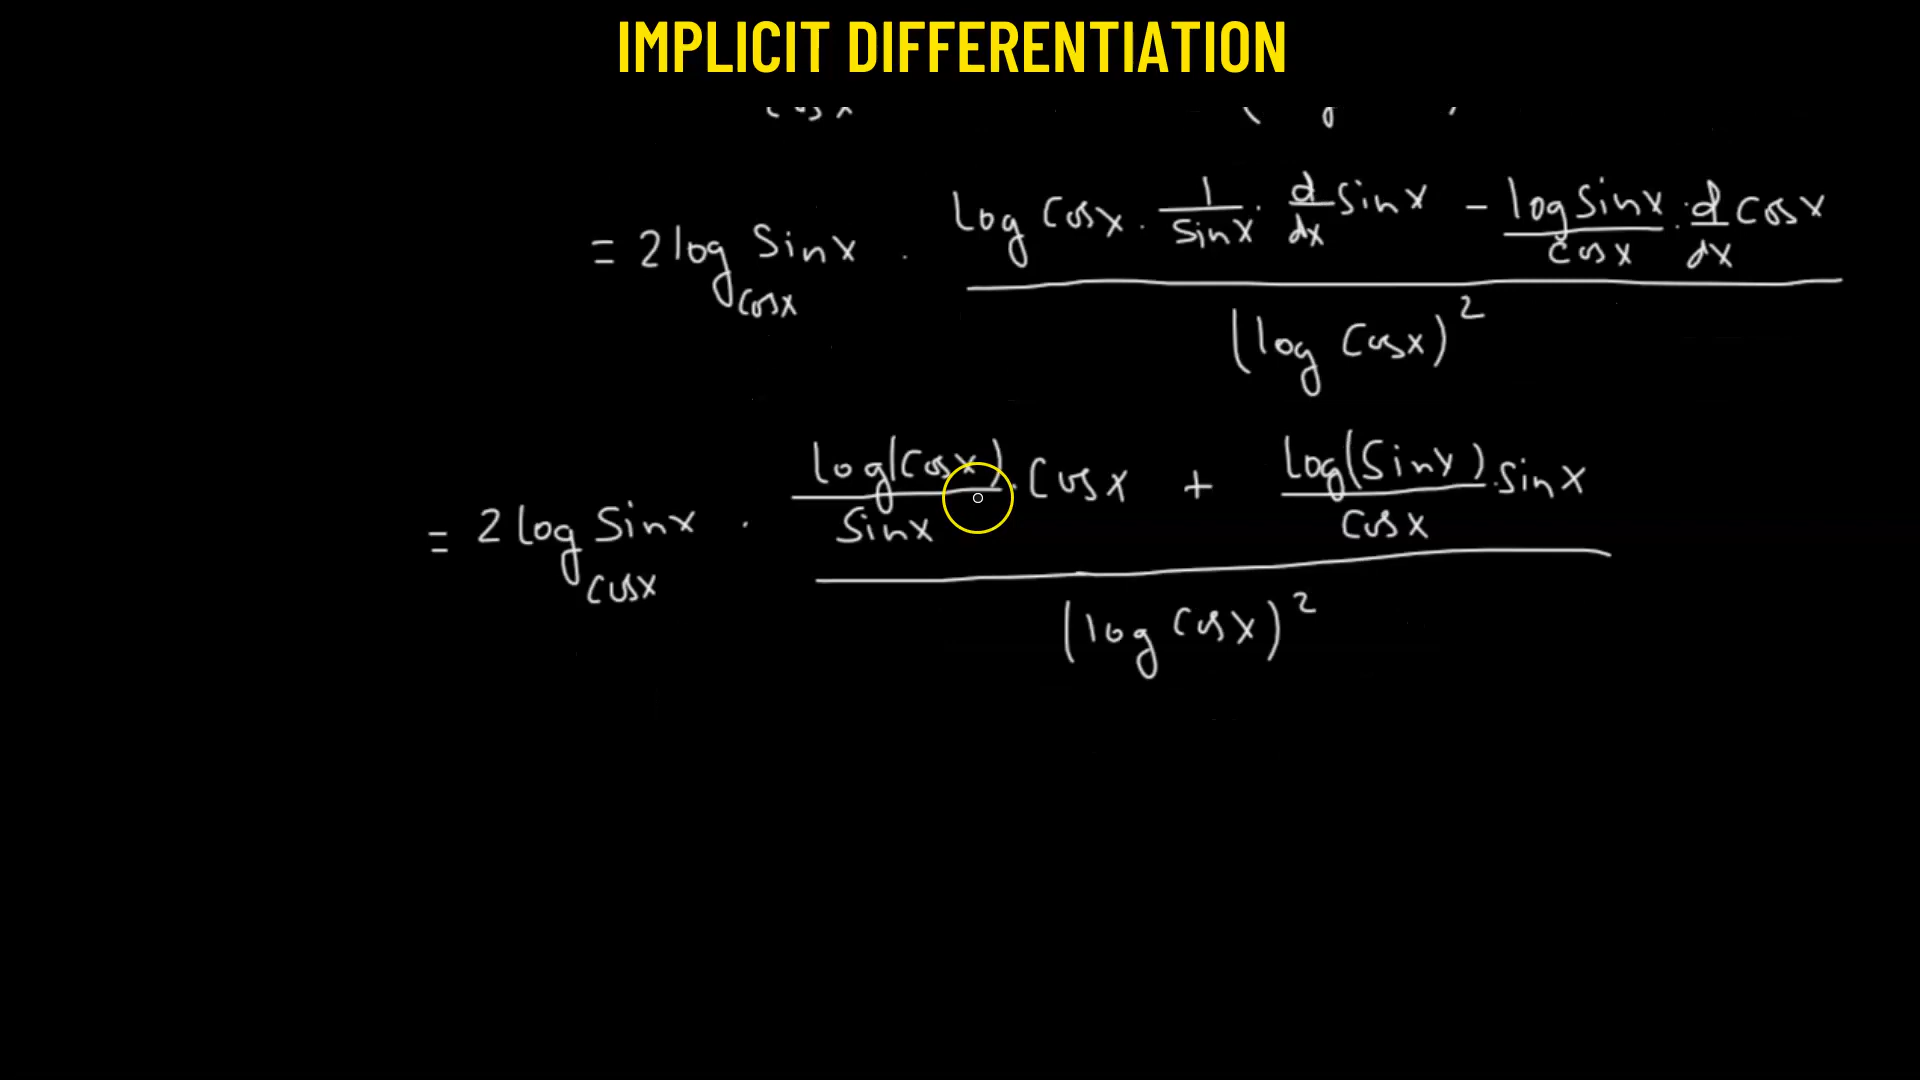 IMPLICIT DIFFERENTIATION
= 2 log_cosx Sinx . (log Cosx . 1/Sinx . d/dx Sinx - log Sinx/Cosx . d/dx Cosx) / (log Cosx)^2
= 2 log_cosx Sinx . (log(Cosx)/Sinx . Cosx + log(Sinx)/Cosx . Sinx) / (log Cosx)^2